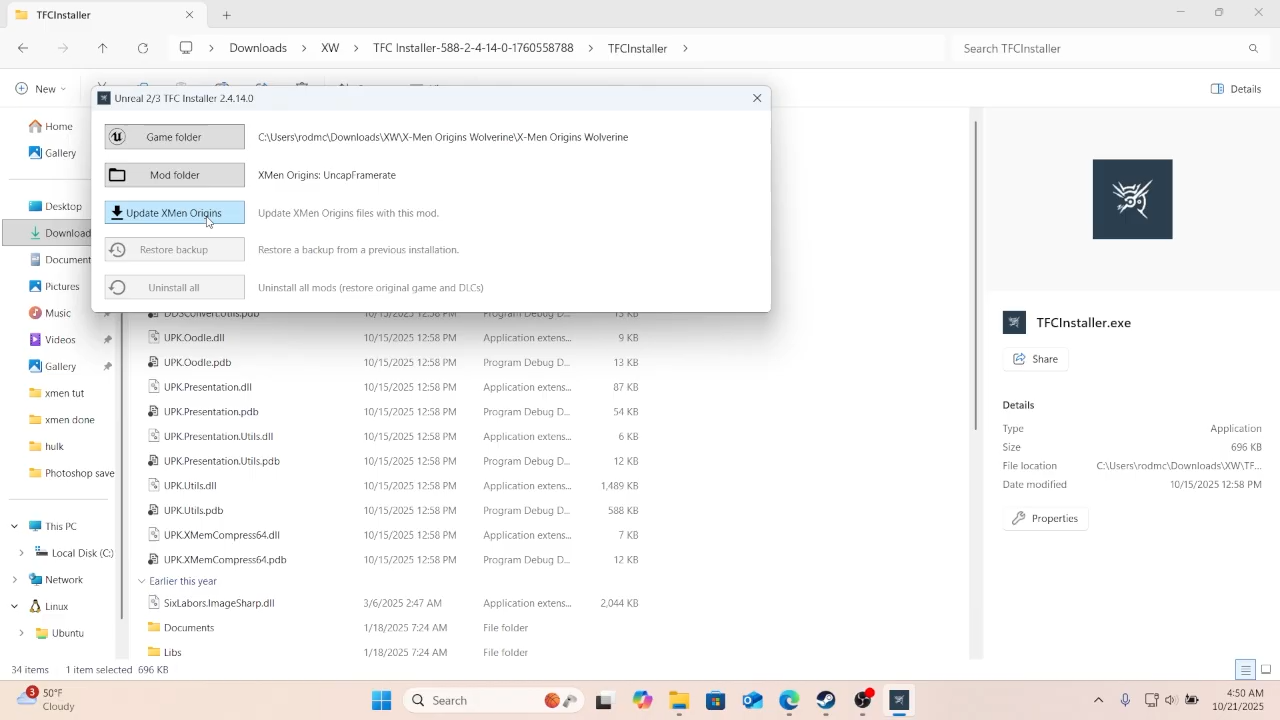 TFCInstaller
Downloads > XW > TFC Installer-588-2-4-14-0-1760558788 > TFCInstaller >
Search TFCInstaller
New
Details
Unreal 2/3 TFC Installer 2.4.14.0
Game folder C:\Users\rodmc\Downloads\XW\X-Men Origins Wolverine\X-Men Origins Wolverine
Mod folder XMen Origins: UncapFramerate
Update XMen Origins Update XMen Origins files with this mod.
Restore backup Restore a backup from a previous installation.
Uninstall all Uninstall all mods (restore original game and DLCs)
Home
Gallery
Desktop
Download
Document
Pictures
Music
Videos
Gallery
xmen tut
xmen done
hulk
Photoshop save
This PC
Local Disk (C:)
Network
Linux
Ubuntu
DDSConvert.Utils.pdb Program Debug D... 13 KB
UPK.Oodle.dll 10/15/2025 12:58 PM Application extens... 9 KB
UPK.Oodle.pdb 10/15/2025 12:58 PM Program Debug D... 13 KB
UPK.Presentation.dll 10/15/2025 12:58 PM Application extens... 87 KB
UPK.Presentation.pdb 10/15/2025 12:58 PM Program Debug D... 54 KB
UPK.Presentation.Utils.dll 10/15/2025 12:58 PM Application extens... 6 KB
UPK.Presentation.Utils.pdb 10/15/2025 12:58 PM Program Debug D... 12 KB
UPK.Utils.dll 10/15/2025 12:58 PM Application extens... 1,489 KB
UPK.Utils.pdb 10/15/2025 12:58 PM Program Debug D... 588 KB
UPK.XMemCompress64.dll 10/15/2025 12:58 PM Application extens... 7 KB
UPK.XMemCompress64.pdb 10/15/2025 12:58 PM Program Debug D... 12 KB
Earlier this year
SixLabors.ImageSharp.dll 3/6/2025 2:47 AM Application extens... 2,044 KB
Documents 1/18/2025 7:24 AM File folder
Libs 1/18/2025 7:24 AM File folder
TFCInstaller.exe
Share
Details
Type Application
Size 696 KB
File location C:\Users\rodmc\Downloads\XW\TF...
Date modified 10/15/2025 12:58 PM
Properties
34 items 1 item selected 696 KB
3
50°F
Cloudy
Search
4:50 AM
10/21/2025